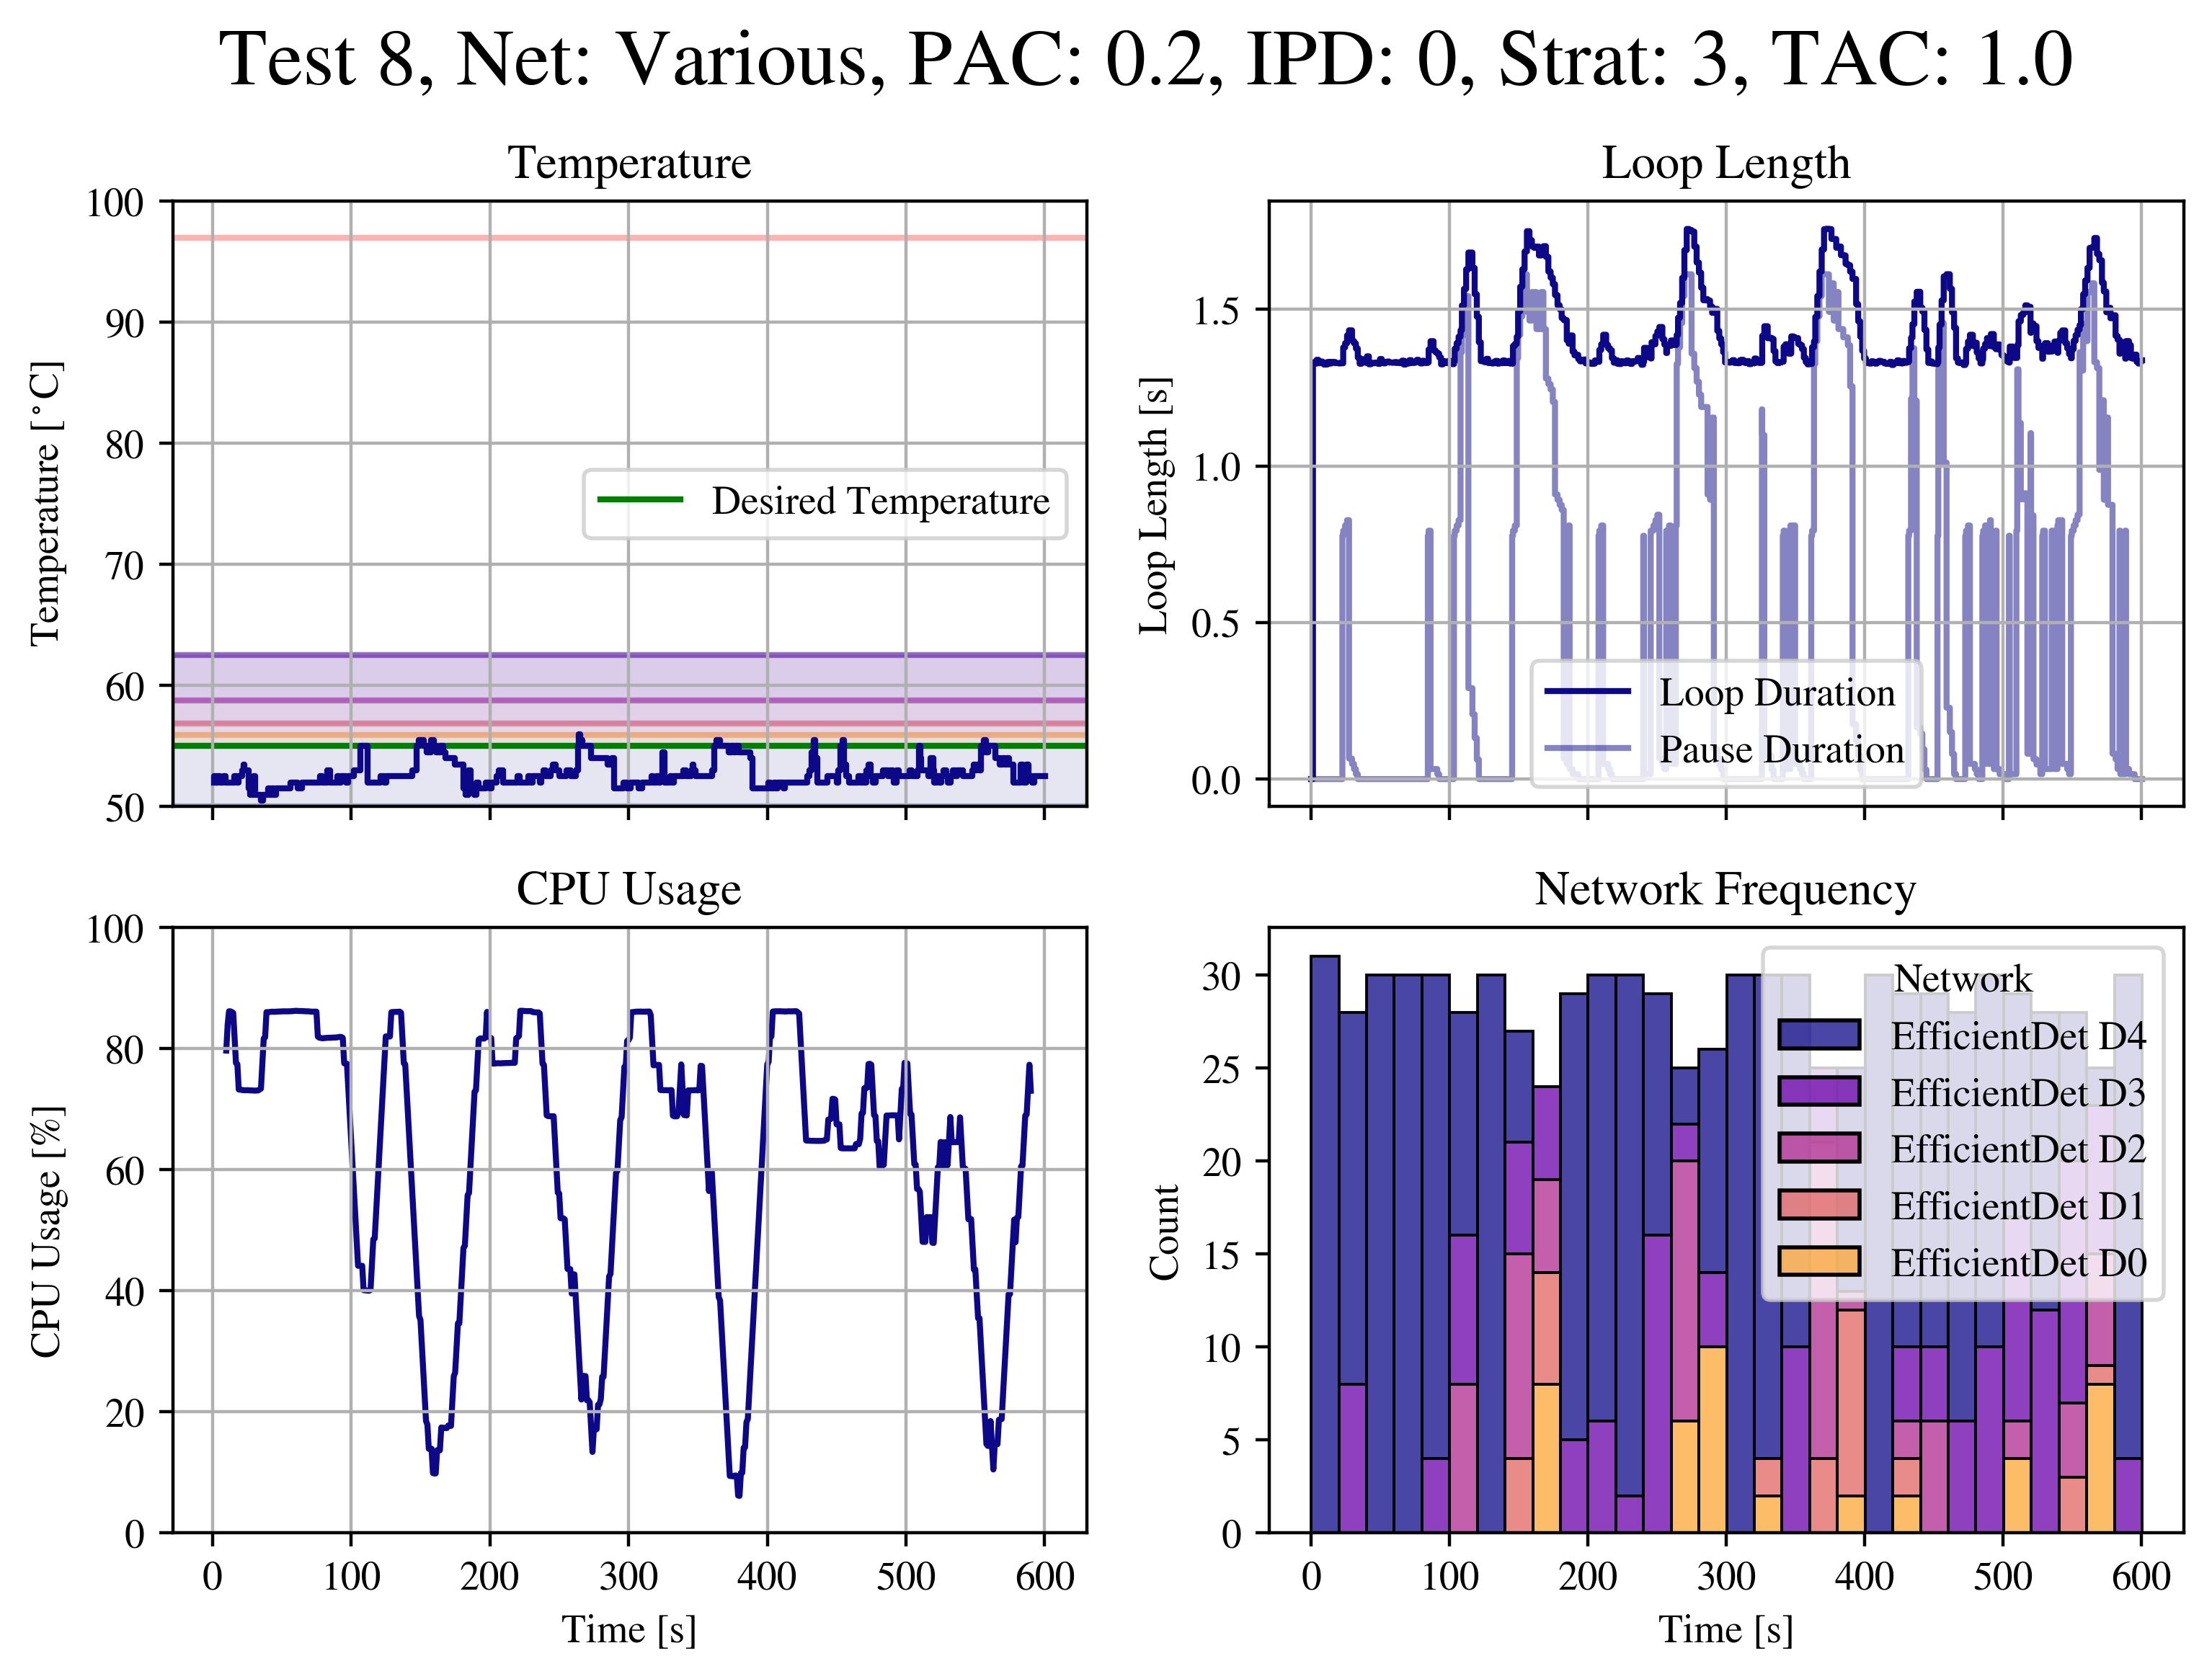 Test 8, Net: Various, PAC: 0.2, IPD: 0, Strat: 3, TAC: 1.0
Temperature
100
90
80
70
60
50
Temperature [°C]
Desired Temperature
Loop Length
1.5
1.0
0.5
0.0
Loop Length [s]
Loop Duration
Pause Duration
CPU Usage
100
80
60
40
20
0
CPU Usage [%]
0 100 200 300 400 500 600
Time [s]
Network Frequency
30
25
20
15
10
5
0
Count
Network
EfficientDet D4
EfficientDet D3
EfficientDet D2
EfficientDet D1
EfficientDet D0
0 100 200 300 400 500 600
Time [s]